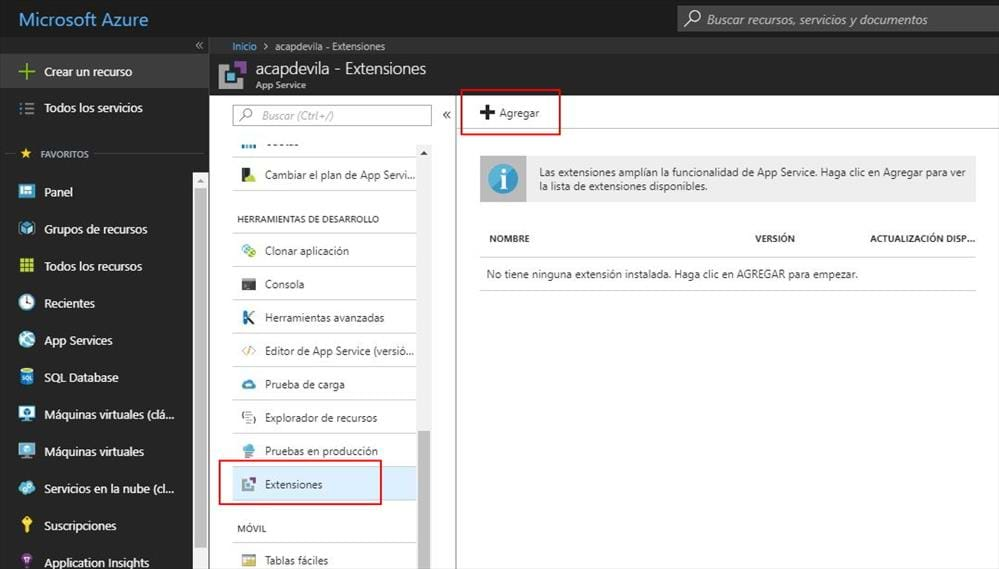 Microsoft Azure
Buscar recursos, servicios y documentos
«
Crear un recurso
Todos los servicios
FAVORITOS
Panel
Grupos de recursos
Todos los recursos
Recientes
App Services
SQL Database
Máquinas virtuales (clá...
Máquinas virtuales
Servicios en la nube (cl...
Suscripciones
Application Insights
Inicio > acapdevila - Extensiones
acapdevila - Extensiones
App Service
Buscar (Ctrl+/)
«
Cambiar el plan de App Servi...
HERRAMIENTAS DE DESARROLLO
Clonar aplicación
Consola
Herramientas avanzadas
Editor de App Service (versió...
Prueba de carga
Explorador de recursos
Pruebas en producción
Extensiones
MÓVIL
Tablas fáciles
Agregar
Las extensiones amplían la funcionalidad de App Service. Haga clic en Agregar para ver
la lista de extensiones disponibles.
NOMBRE VERSIÓN ACTUALIZACIÓN DISP...
No tiene ninguna extensión instalada. Haga clic en AGREGAR para empezar.